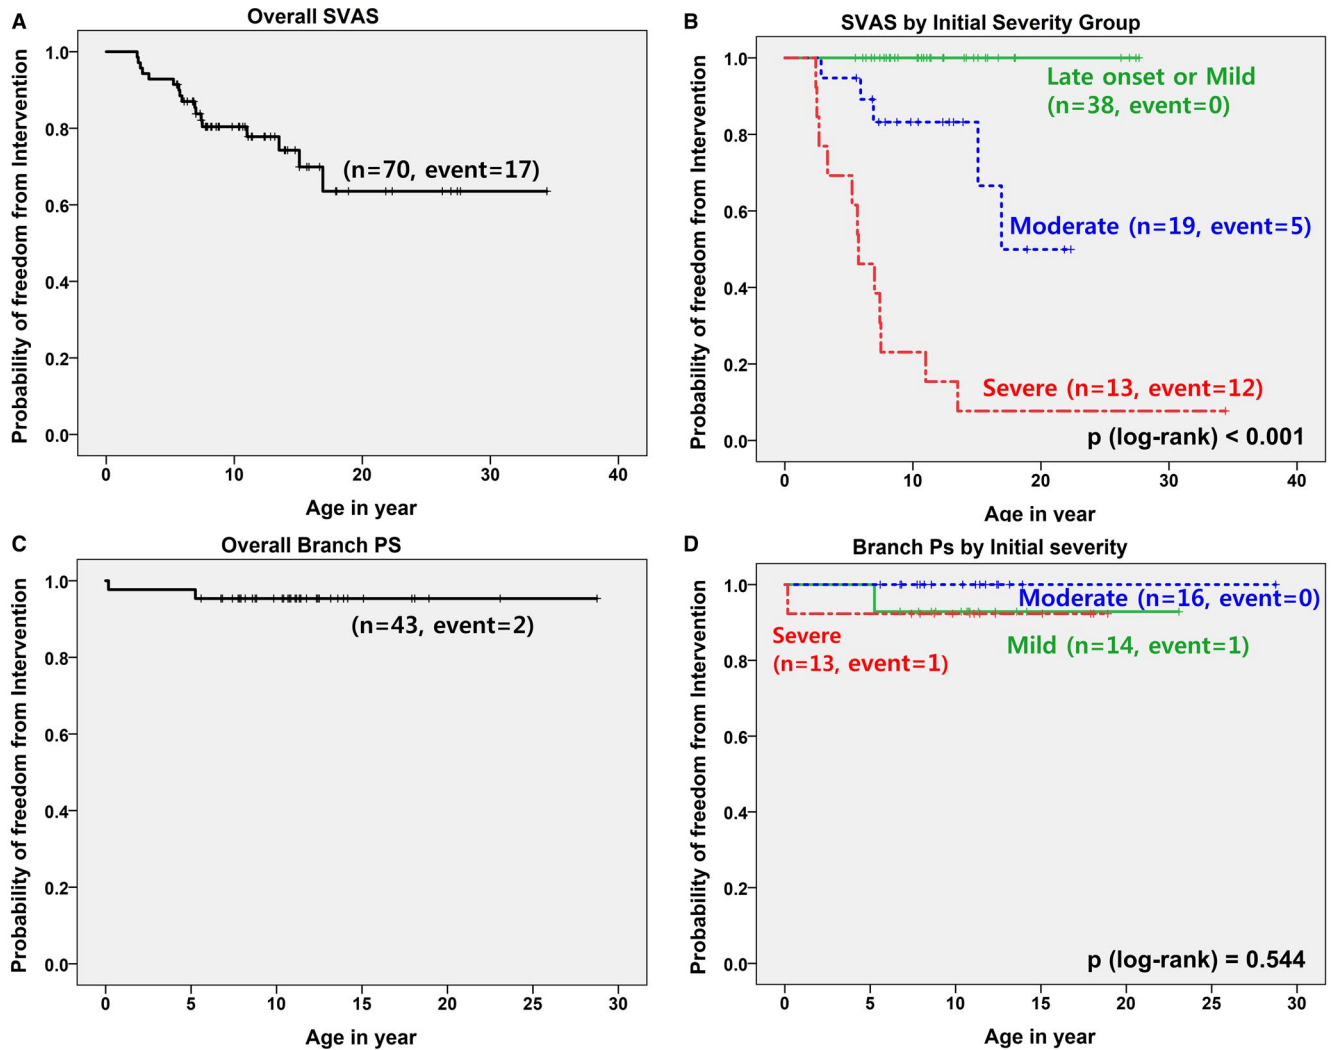 A
Overall SVAS
Probability of freedom from Intervention
1.0
0.8
0.6
0.4
0.2
0.0
(n=70, event=17)
0 10 20 30 40
Age in year
B
SVAS by Initial Severity Group
Probability of freedom from Intervention
1.0
0.8
0.6
0.4
0.2
0.0
Late onset or Mild
(n=38, event=0)
Moderate (n=19, event=5)
Severe (n=13, event=12)
p (log-rank) < 0.001
0 10 20 30 40
Age in year
C
Overall Branch PS
Probability of freedom from Intervention
1.0
0.8
0.6
0.4
0.2
0.0
(n=43, event=2)
0 5 10 15 20 25 30
Age in year
D
Branch Ps by Initial severity
Probability of freedom from Intervention
1.0
0.8
0.6
0.4
0.2
0.0
Moderate (n=16, event=0)
Severe
(n=13, event=1)
Mild (n=14, event=1)
p (log-rank) = 0.544
0 5 10 15 20 25 30
Age in year